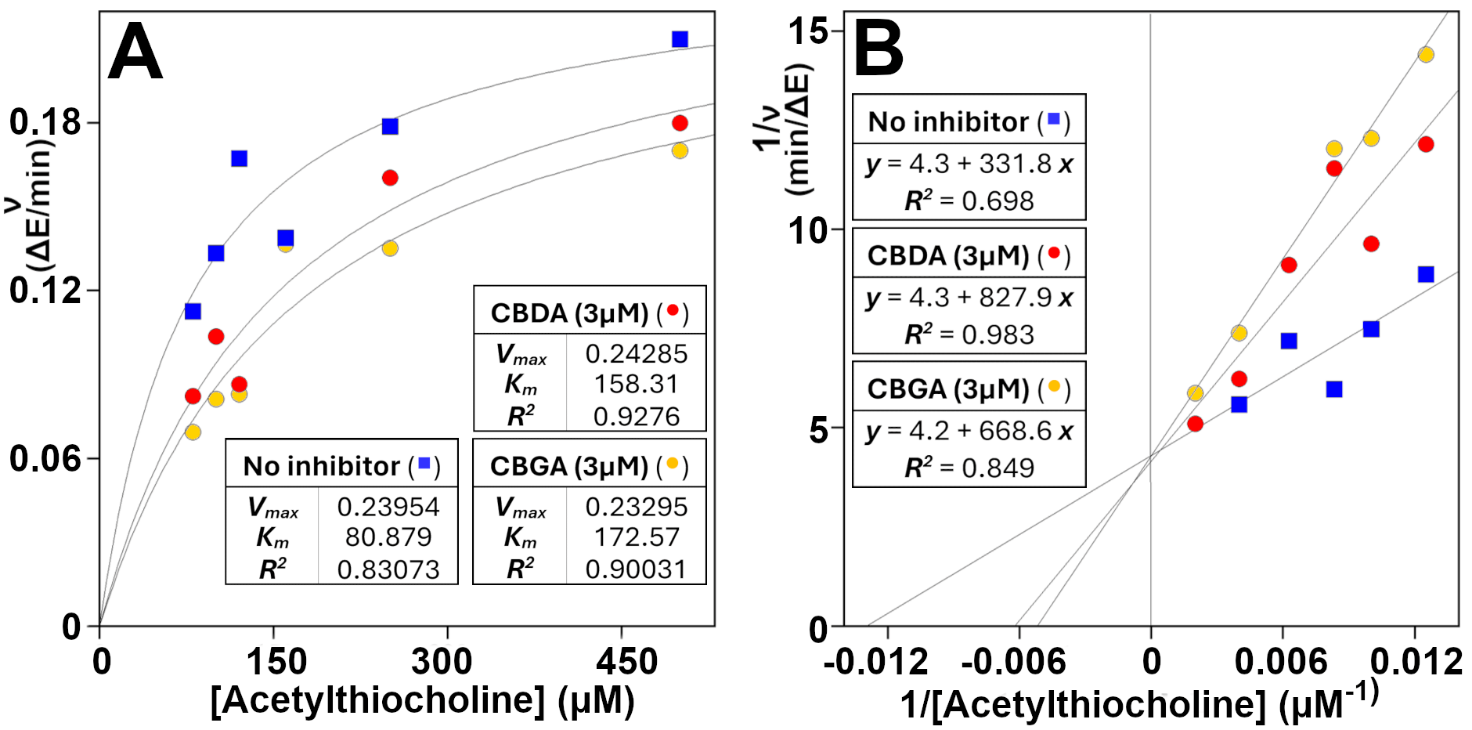 A
ν
(ΔE/min)
0.18
0.12
0.06
0
0
150
300
450
[Acetylthiocholine] (μM)
CBDA (3μM) (●)
Vmax 0.24285
Km 158.31
R² 0.9276
No inhibitor (■)
Vmax 0.23954
Km 80.879
R² 0.83073
CBGA (3μM) (●)
Vmax 0.23295
Km 172.57
R² 0.90031
B
1/ν
(min/ΔE)
15
10
5
0
-0.012
-0.006
0
0.006
0.012
1/[Acetylthiocholine] (μM⁻¹)
No inhibitor (■)
y = 4.3 + 331.8 x
R² = 0.698
CBDA (3μM) (●)
y = 4.3 + 827.9 x
R² = 0.983
CBGA (3μM) (●)
y = 4.2 + 668.6 x
R² = 0.849